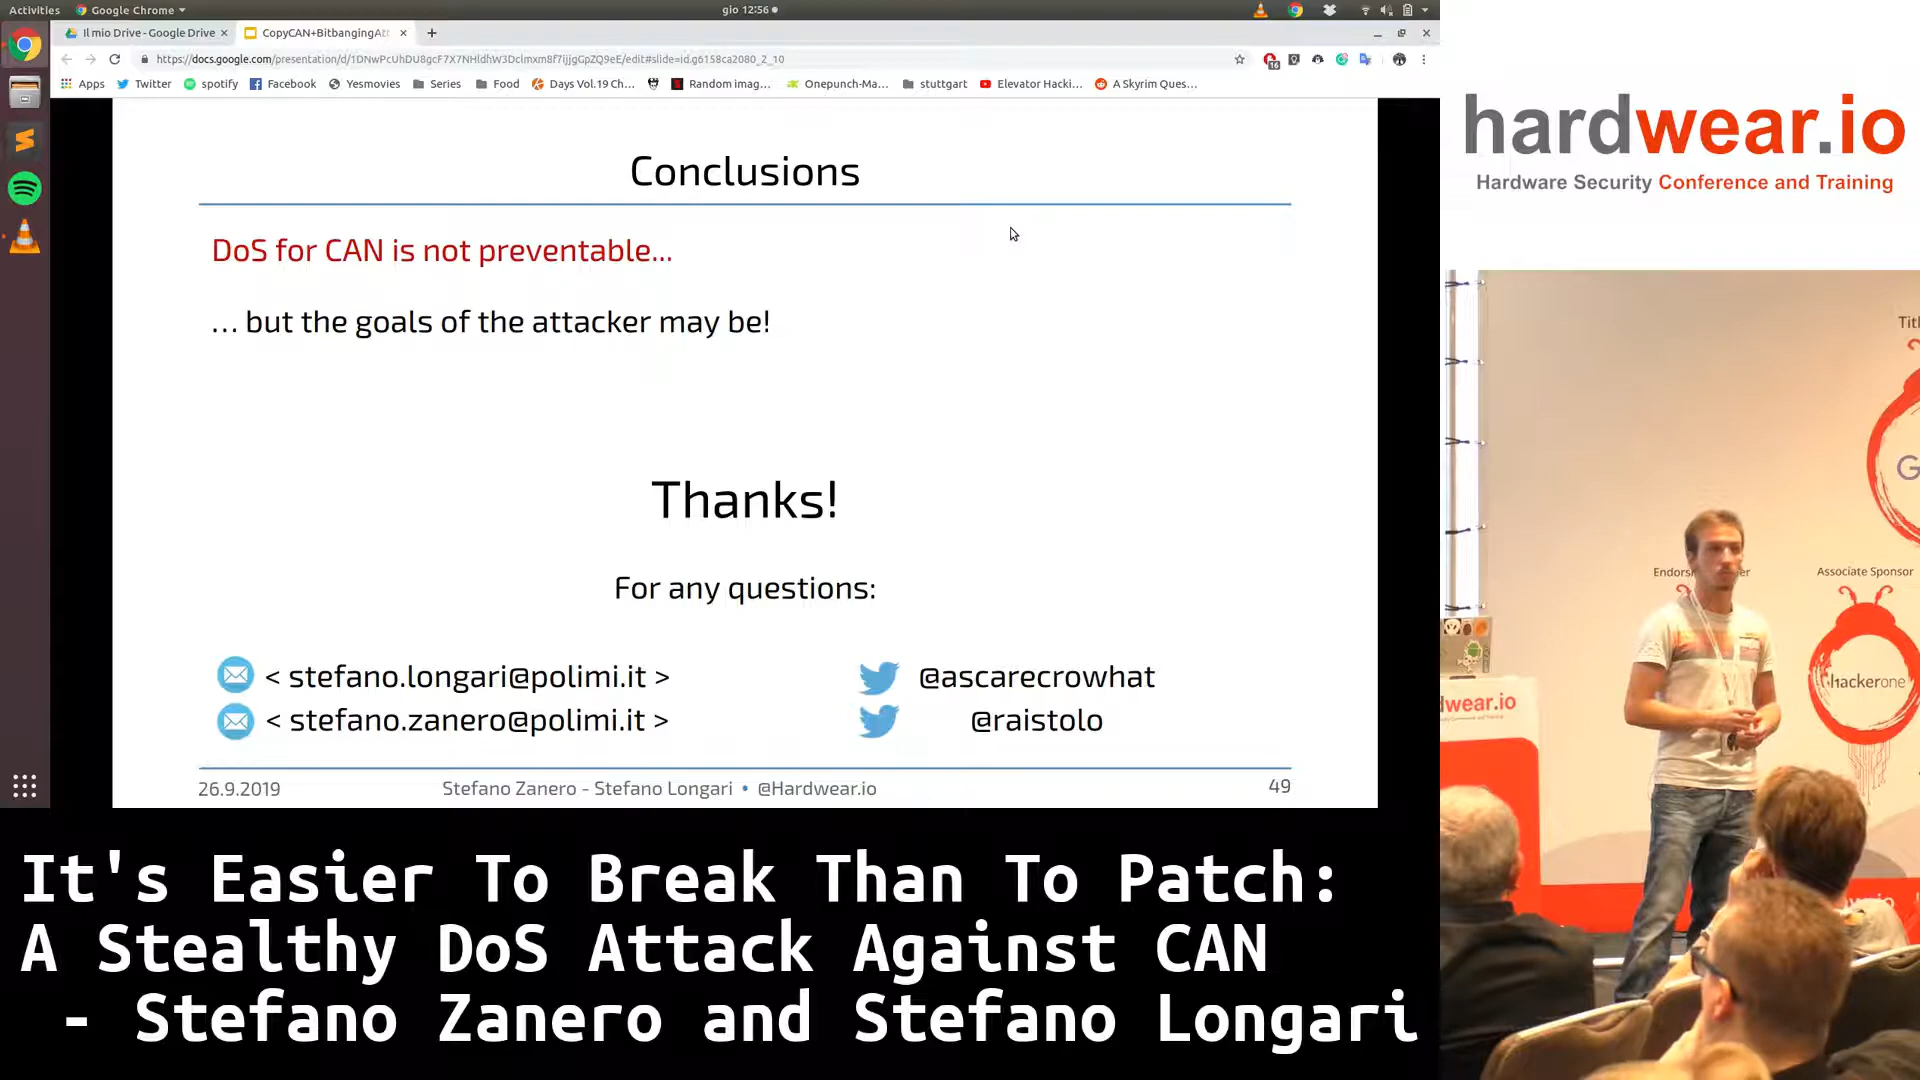 Activities
Google Chrome
gio 12:56
Il mio Drive - Google Drive
CopyCAN+BitbangingAtt
https://docs.google.com/presentation/d/1DNwPcUhDU8gcF7X7NHldhW3Dclmxm8f7ijjgGpZQ9eE/edit#slide=id.g6158ca2080_2_10
16
Apps
Twitter
spotify
Facebook
Yesmovies
Series
Food
Days Vol.19 Ch...
Random imag...
Onepunch-Ma...
stuttgart
Elevator Hacki...
A Skyrim Ques...
Conclusions
DoS for CAN is not preventable...
... but the goals of the attacker may be!
Thanks!
For any questions:
< stefano.longari@polimi.it >
@ascarecrowhat
< stefano.zanero@polimi.it >
@raistolo
26.9.2019
Stefano Zanero - Stefano Longari • @Hardwear.io
49
hardwear.io
Hardware Security Conference and Training
Titl
G
Associate Sponsor
hackerone
dwear.io
It's Easier To Break Than To Patch:
A Stealthy DoS Attack Against CAN
- Stefano Zanero and Stefano Longari